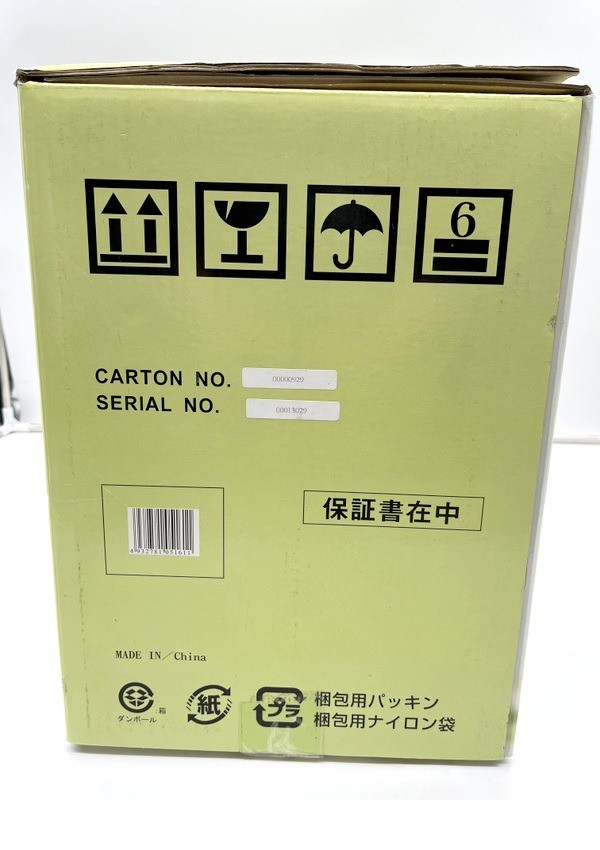 6
CARTON NO. 00000929
SERIAL NO. 00013029
保証書在中
4932781051611
MADE IN／China
ダンボール 箱
紙
プラ
梱包用パッキン
梱包用ナイロン袋